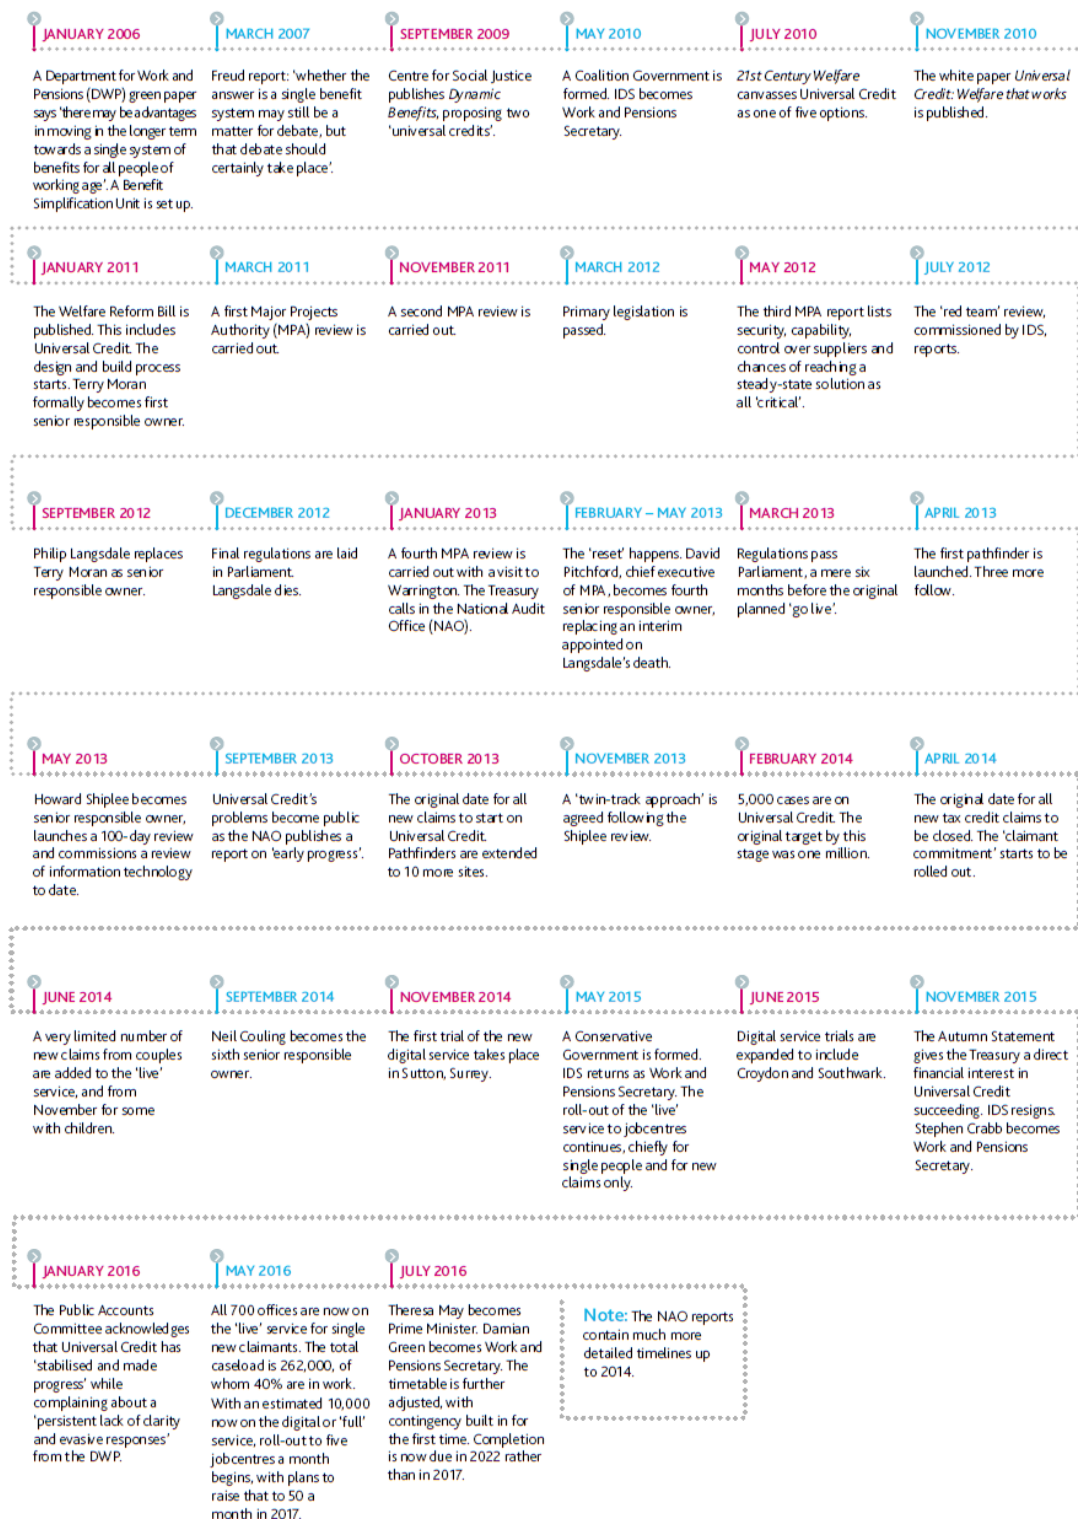 JANUARY 2006
A Department for Work and
Pensions (DWP) green paper
says 'there may be advantages
in moving in the longer term
towards a single system of
benefits for all people of
working age'. A Benefit
Simplification Unit is set up.
MARCH 2007
Freud report: 'whether the
answer is a single benefit
system may still be a
matter for debate, but
that debate should
certainly take place'.
SEPTEMBER 2009
Centre for Social Justice
publishes Dynamic
Benefits, proposing two
'universal credits'.
MAY 2010
A Coalition Government is
formed. IDS becomes
Work and Pensions
Secretary.
JULY 2010
21st Century Welfare
canvasses Universal Credit
as one of five options.
NOVEMBER 2010
The white paper Universal
Credit: Welfare that works
is published.
JANUARY 2011
The Welfare Reform Bill is
published. This includes
Universal Credit. The
design and build process
starts. Terry Moran
formally becomes first
senior responsible owner.
MARCH 2011
A first Major Projects
Authority (MPA) review is
carried out.
NOVEMBER 2011
A second MPA review is
carried out.
MARCH 2012
Primary legislation is
passed.
MAY 2012
The third MPA report lists
security, capability,
control over suppliers and
chances of reaching a
steady-state solution as
all 'critical'.
JULY 2012
The 'red team' review,
commissioned by IDS,
reports.
SEPTEMBER 2012
Philip Langsdale replaces
Terry Moran as senior
responsible owner.
DECEMBER 2012
Final regulations are laid
in Parliament.
Langsdale dies.
JANUARY 2013
A fourth MPA review is
carried out with a visit to
Warrington. The Treasury
calls in the National Audit
Office (NAO).
FEBRUARY – MAY 2013
The 'reset' happens. David
Pitchford, chief executive
of MPA, becomes fourth
senior responsible owner,
replacing an interim
appointed on
Langsdale's death.
MARCH 2013
Regulations pass
Parliament, a mere six
months before the original
planned 'go live'.
APRIL 2013
The first pathfinder is
launched. Three more
follow.
MAY 2013
Howard Shiplee becomes
senior responsible owner,
launches a 100-day review
and commissions a review
of information technology
to date.
SEPTEMBER 2013
Universal Credit's
problems become public
as the NAO publishes a
report on 'early progress'.
OCTOBER 2013
The original date for all
new claims to start on
Universal Credit.
Pathfinders are extended
to 10 more sites.
NOVEMBER 2013
A 'twin-track approach' is
agreed following the
Shiplee review.
FEBRUARY 2014
5,000 cases are on
Universal Credit. The
original target by this
stage was one million.
APRIL 2014
The original date for all
new tax credit claims to
be closed. The 'claimant
commitment' starts to be
rolled out.
JUNE 2014
A very limited number of
new claims from couples
are added to the 'live'
service, and from
November for some
with children.
SEPTEMBER 2014
Neil Couling becomes the
sixth senior responsible
owner.
NOVEMBER 2014
The first trial of the new
digital service takes place
in Sutton, Surrey.
MAY 2015
A Conservative
Government is formed.
IDS returns as Work and
Pensions Secretary. The
roll-out of the 'live'
service to jobcentres
continues, chiefly for
single people and for new
claims only.
JUNE 2015
Digital service trials are
expanded to include
Croydon and Southwark.
NOVEMBER 2015
The Autumn Statement
gives the Treasury a direct
financial interest in
Universal Credit
succeeding. IDS resigns.
Stephen Crabb becomes
Work and Pensions
Secretary.
JANUARY 2016
The Public Accounts
Committee acknowledges
that Universal Credit has
'stabilised and made
progress' while
complaining about a
'persistent lack of clarity
and evasive responses'
from the DWP.
MAY 2016
All 700 offices are now on
the 'live' service for single
new claimants. The total
caseload is 262,000, of
whom 40% are in work.
With an estimated 10,000
now on the digital or 'full'
service, roll-out to five
jobcentres a month
begins, with plans to
raise that to 50 a
month in 2017.
JULY 2016
Theresa May becomes
Prime Minister. Damian
Green becomes Work and
Pensions Secretary. The
timetable is further
adjusted, with
contingency built in for
the first time. Completion
is now due in 2022 rather
than in 2017.
Note: The NAO reports
contain much more
detailed timelines up
to 2014.